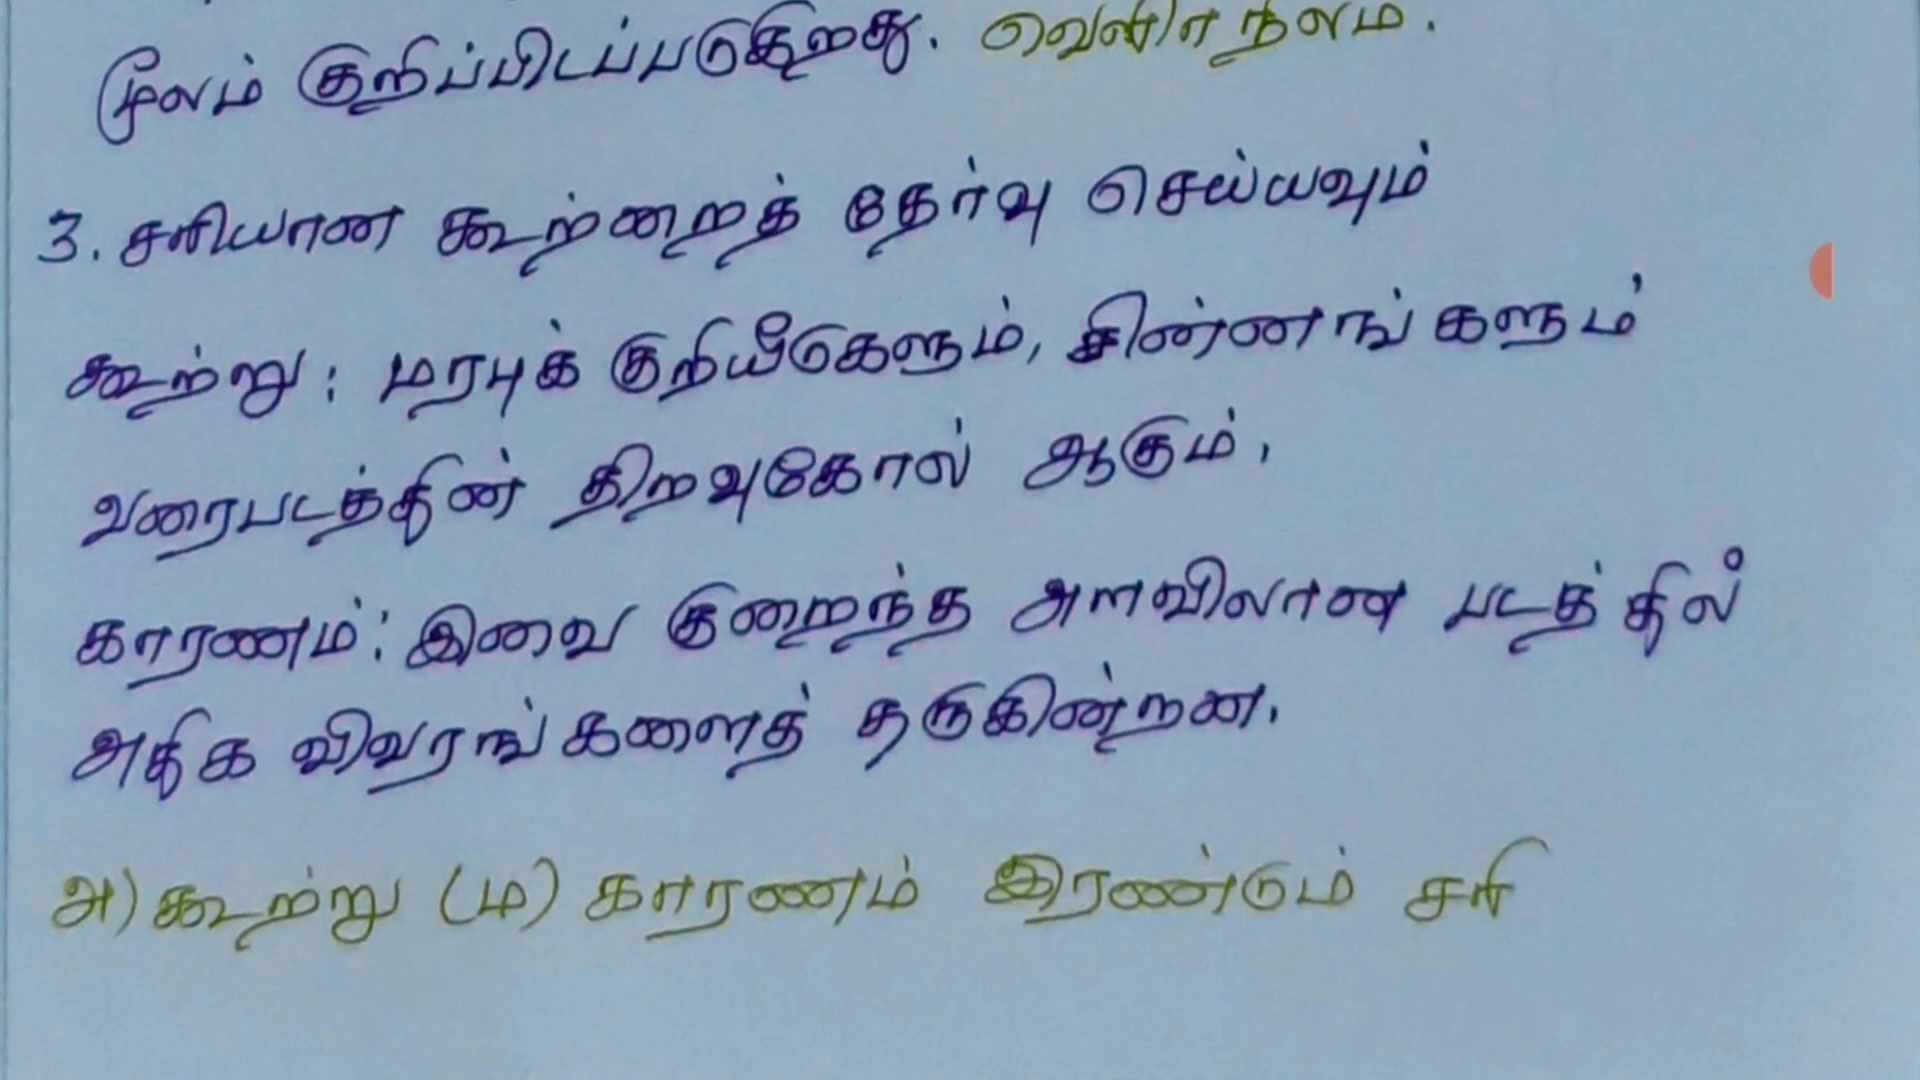 மூலம் குறிப்பிடப்படுகிறது. வெளிர் நீலம்.
3. சரியான கூற்றைத் தேர்வு செய்யவும்
கூற்று: மரபுக் குறியீடுகளும், சின்னங்களும்
வரைபடத்தின் திறவுகோல் ஆகும்.
காரணம்: இவை குறைந்த அளவிலான படத்தில்
அதிக விவரங்களைத் தருகின்றன.
அ) கூற்று (ம) காரணம் இரண்டும் சரி